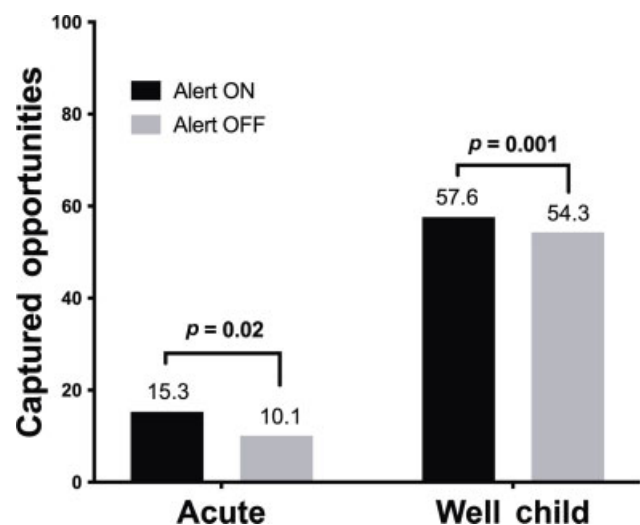 Captured opportunities
100
80
60
40
20
0
Alert ON
Alert OFF
p = 0.02
15.3
10.1
p = 0.001
57.6
54.3
Acute
Well child